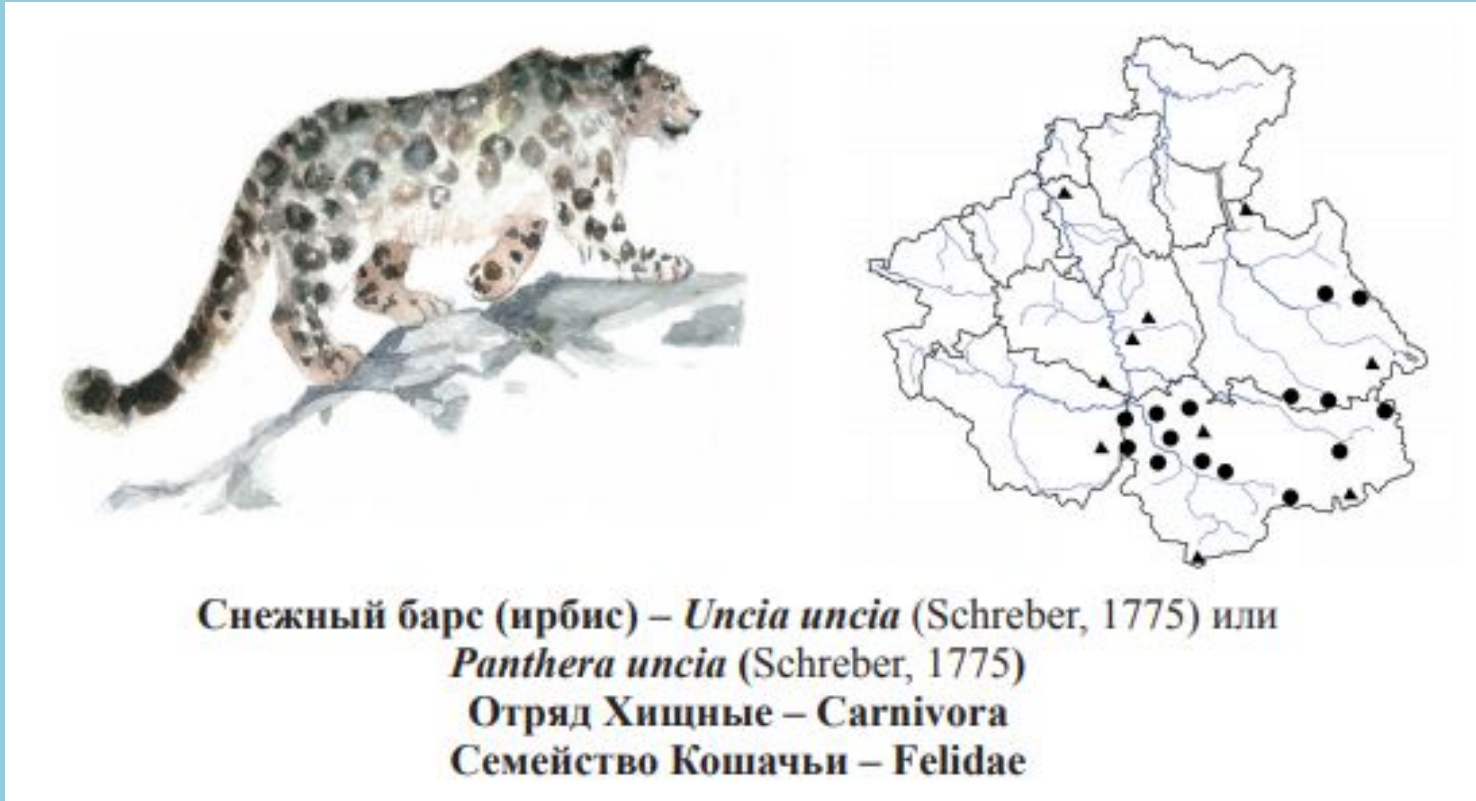 Снежный барс (ирбис) – Uncia uncia (Schreber, 1775) или
Panthera uncia (Schreber, 1775)
Отряд Хищные – Carnivora
Семейство Кошачьи – Felidae